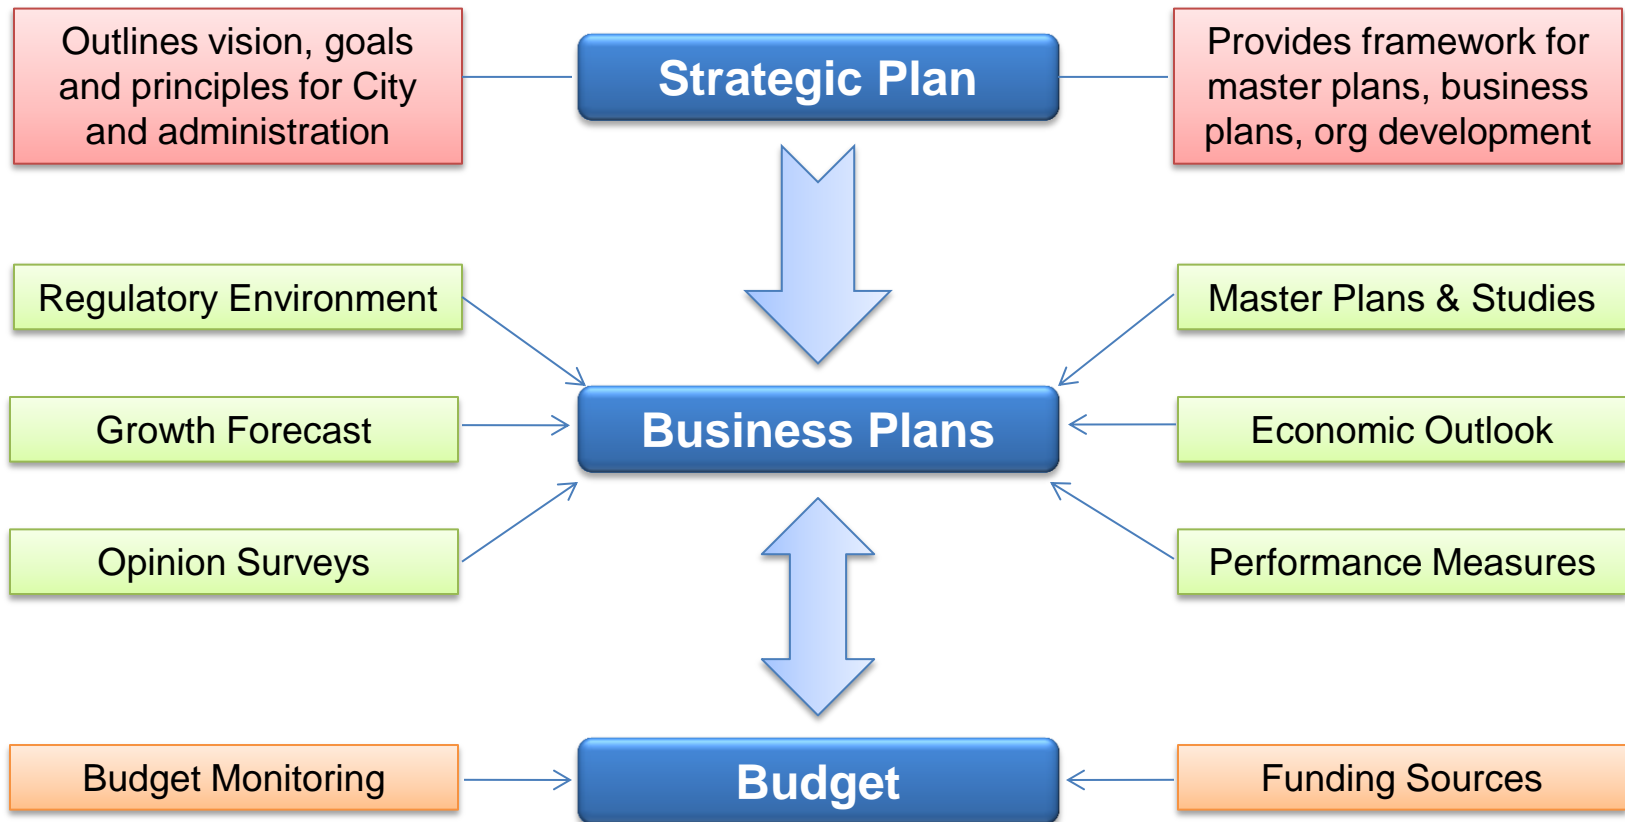 Outlines vision, goals
and principles for City
and administration
Strategic Plan
Provides framework for
master plans, business
plans, org development
Regulatory Environment
Master Plans & Studies
Growth Forecast
Business Plans
Economic Outlook
Opinion Surveys
Performance Measures
Budget Monitoring
Budget
Funding Sources